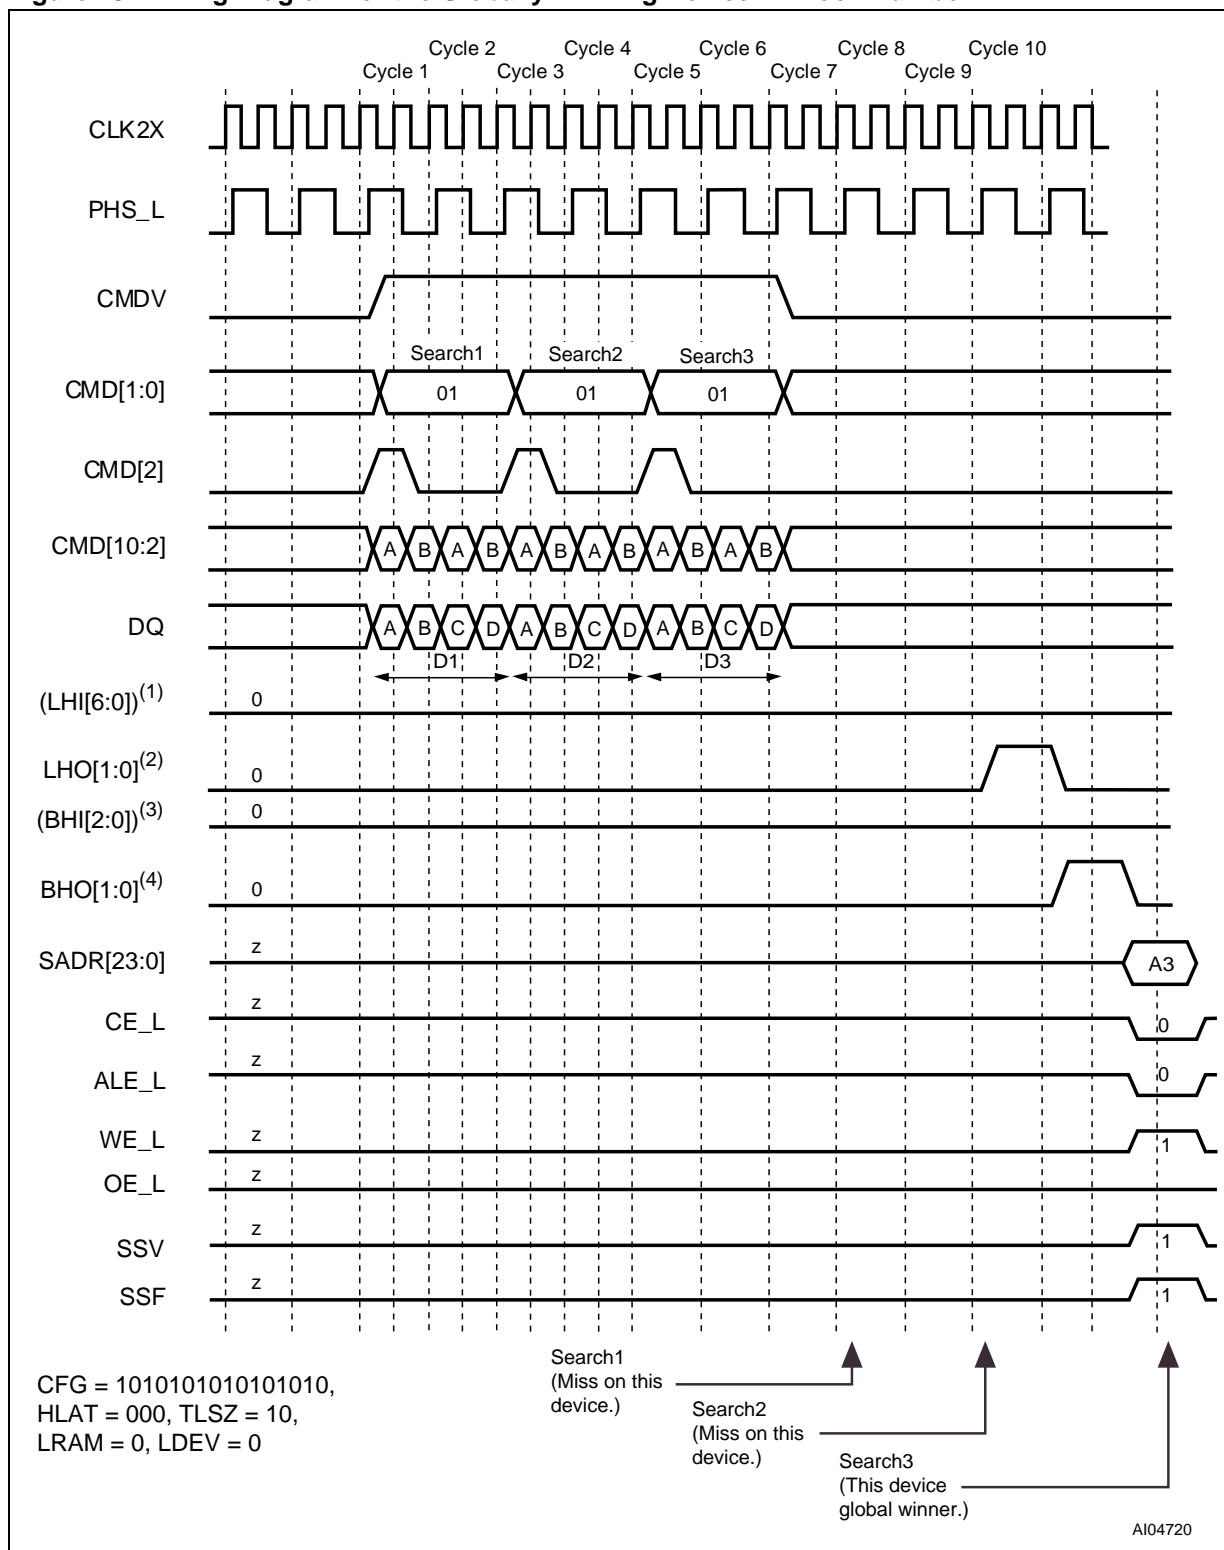 Cycle 2 Cycle 4 Cycle 6 Cycle 8 Cycle 10
Cycle 1 Cycle 3 Cycle 5 Cycle 7 Cycle 9
CLK2X
PHS_L
CMDV
Search1 Search2 Search3
CMD[1:0] 01 01 01
CMD[2]
CMD[10:2] A B A B A B A B A B A B
DQ A B C D A B C D A B C D
D1 D2 D3
(LHI[6:0])(1) 0
LHO[1:0](2) 0
(BHI[2:0])(3) 0
BHO[1:0](4) 0
SADR[23:0] z A3
CE_L z 0
ALE_L z 0
WE_L z 1
OE_L z
SSV z 1
SSF z 1
Search1
(Miss on this
device.)
Search2
(Miss on this
device.)
Search3
(This device
global winner.)
CFG = 1010101010101010,
HLAT = 000, TLSZ = 10,
LRAM = 0, LDEV = 0
AI04720